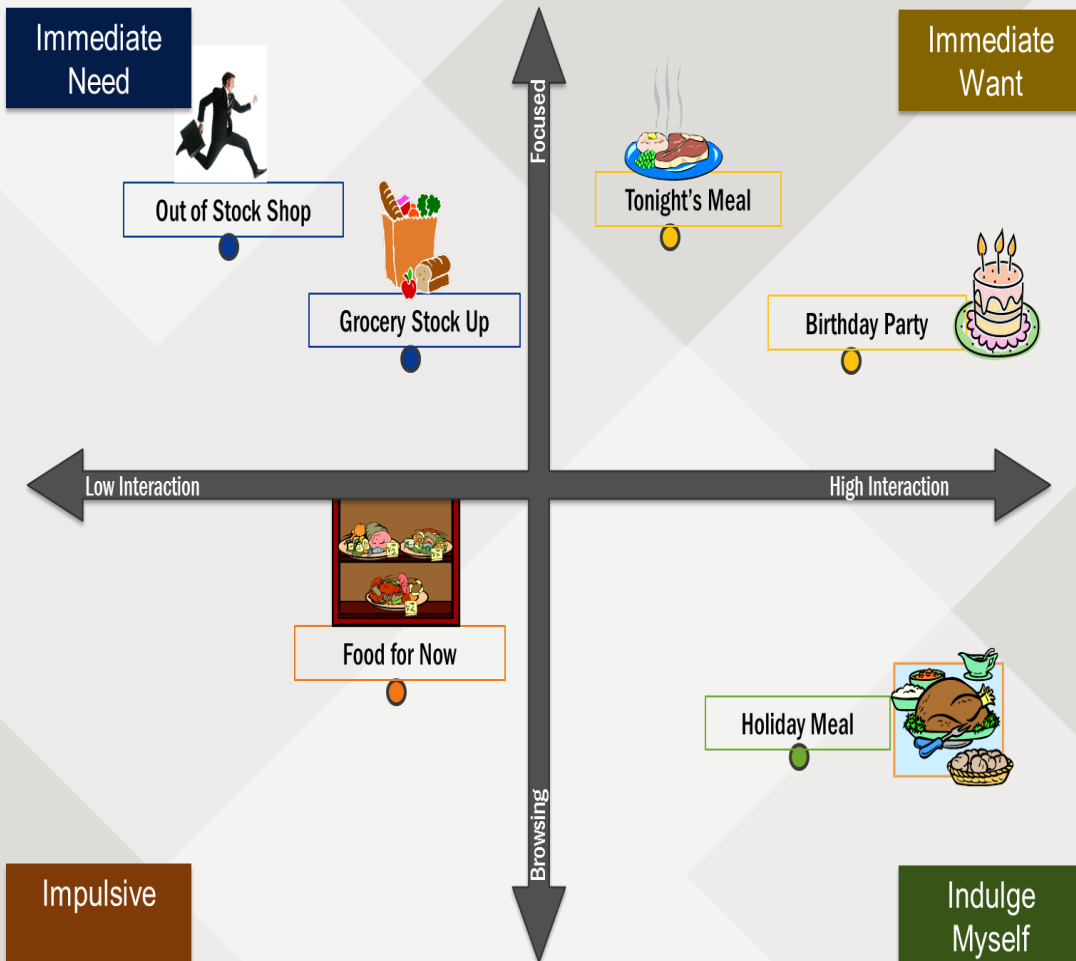 Immediate
Need
Immediate
Want
Focused
Out of Stock Shop
Tonight's Meal
Grocery Stock Up
Birthday Party
Low Interaction
High Interaction
Food for Now
Holiday Meal
Browsing
Impulsive
Indulge
Myself